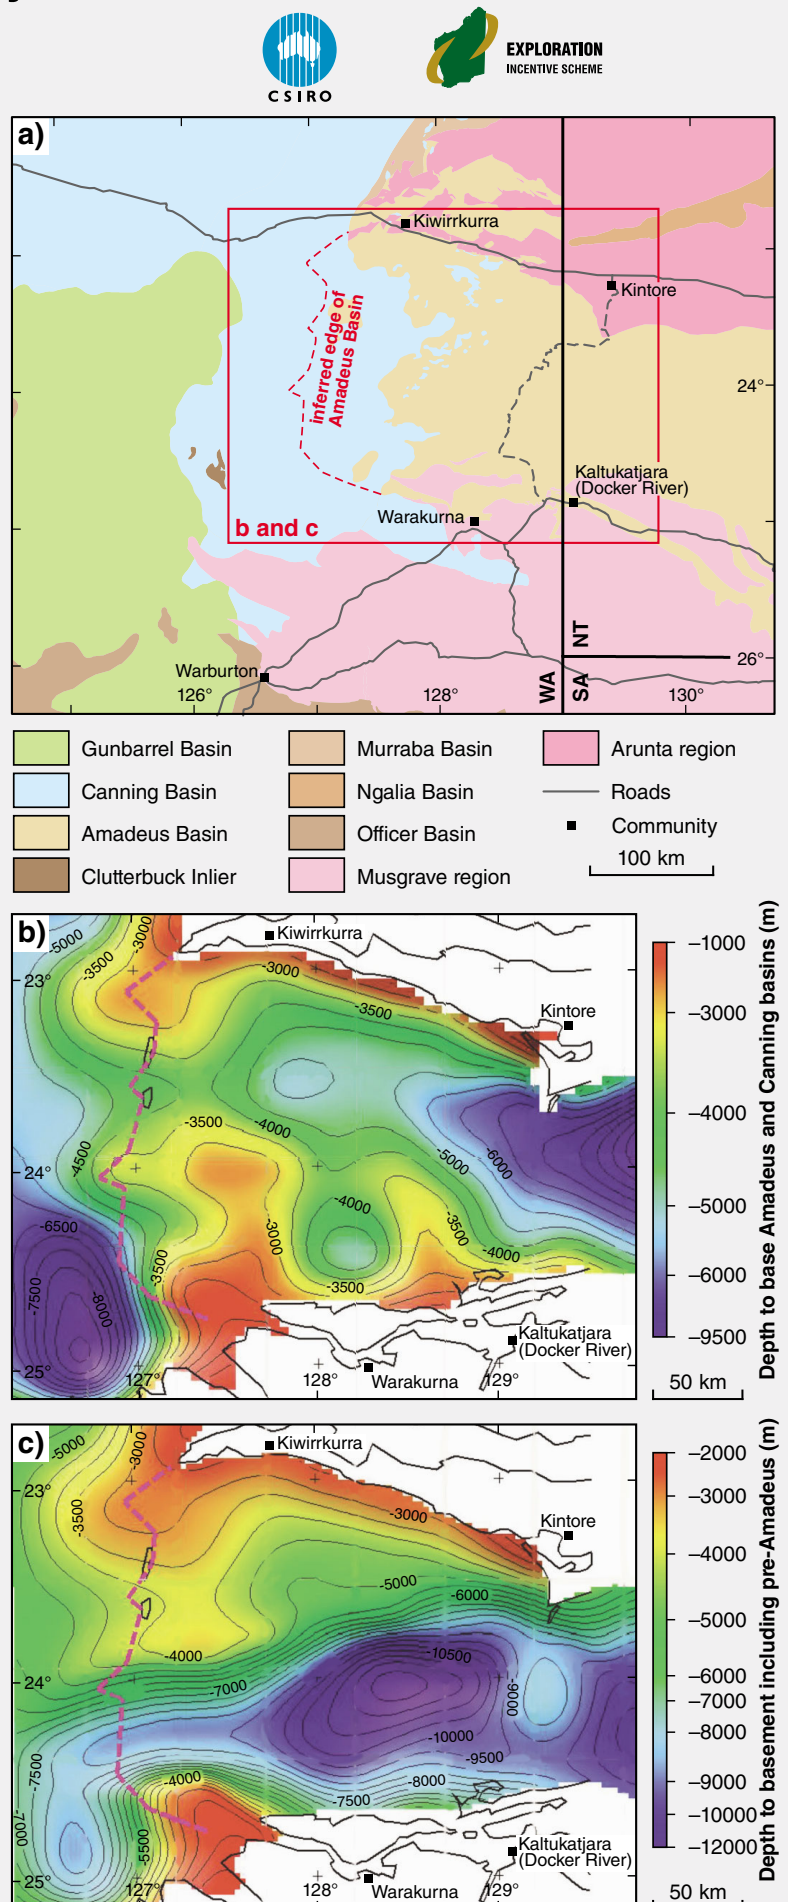 CSIRO
EXPLORATION
INCENTIVE SCHEME
a)
Kiwirrkurra
Kintore
inferred edge of
Amadeus Basin
24°
Kaltukatjara
(Docker River)
Warakurna
b and c
NT
26°
Warburton
WA
SA
126°
128°
130°
Gunbarrel Basin
Murraba Basin
Arunta region
Canning Basin
Ngalia Basin
Roads
Amadeus Basin
Officer Basin
Community
Clutterbuck Inlier
Musgrave region
100 km
b)
-5000
-3500
-3000
Kiwirrkurra
23°
-3000
-3500
Kintore
-3500
-4000
-4500
24°
-5000
-6000
-4000
-6500
-3000
-3500
-4000
-3500
-7500
-8000
-3500
Kaltukatjara
(Docker River)
25°
127°
128°
Warakurna
129°
–1000
–3000
–4000
–5000
–6000
–9500
Depth to base Amadeus and Canning basins (m)
50 km
c)
-5000
-3000
Kiwirrkurra
23°
-3500
-3000
Kintore
-5000
-6000
-4000
-10500
24°
-7000
-9000
-10000
-9500
-7500
-4000
-8000
-7500
-7000
-5500
Kaltukatjara
(Docker River)
25°
127°
128°
Warakurna
129°
–2000
–3000
–4000
–5000
–6000
–7000
–8000
–9000
–10000
–12000
Depth to basement including pre-Amadeus (m)
50 km